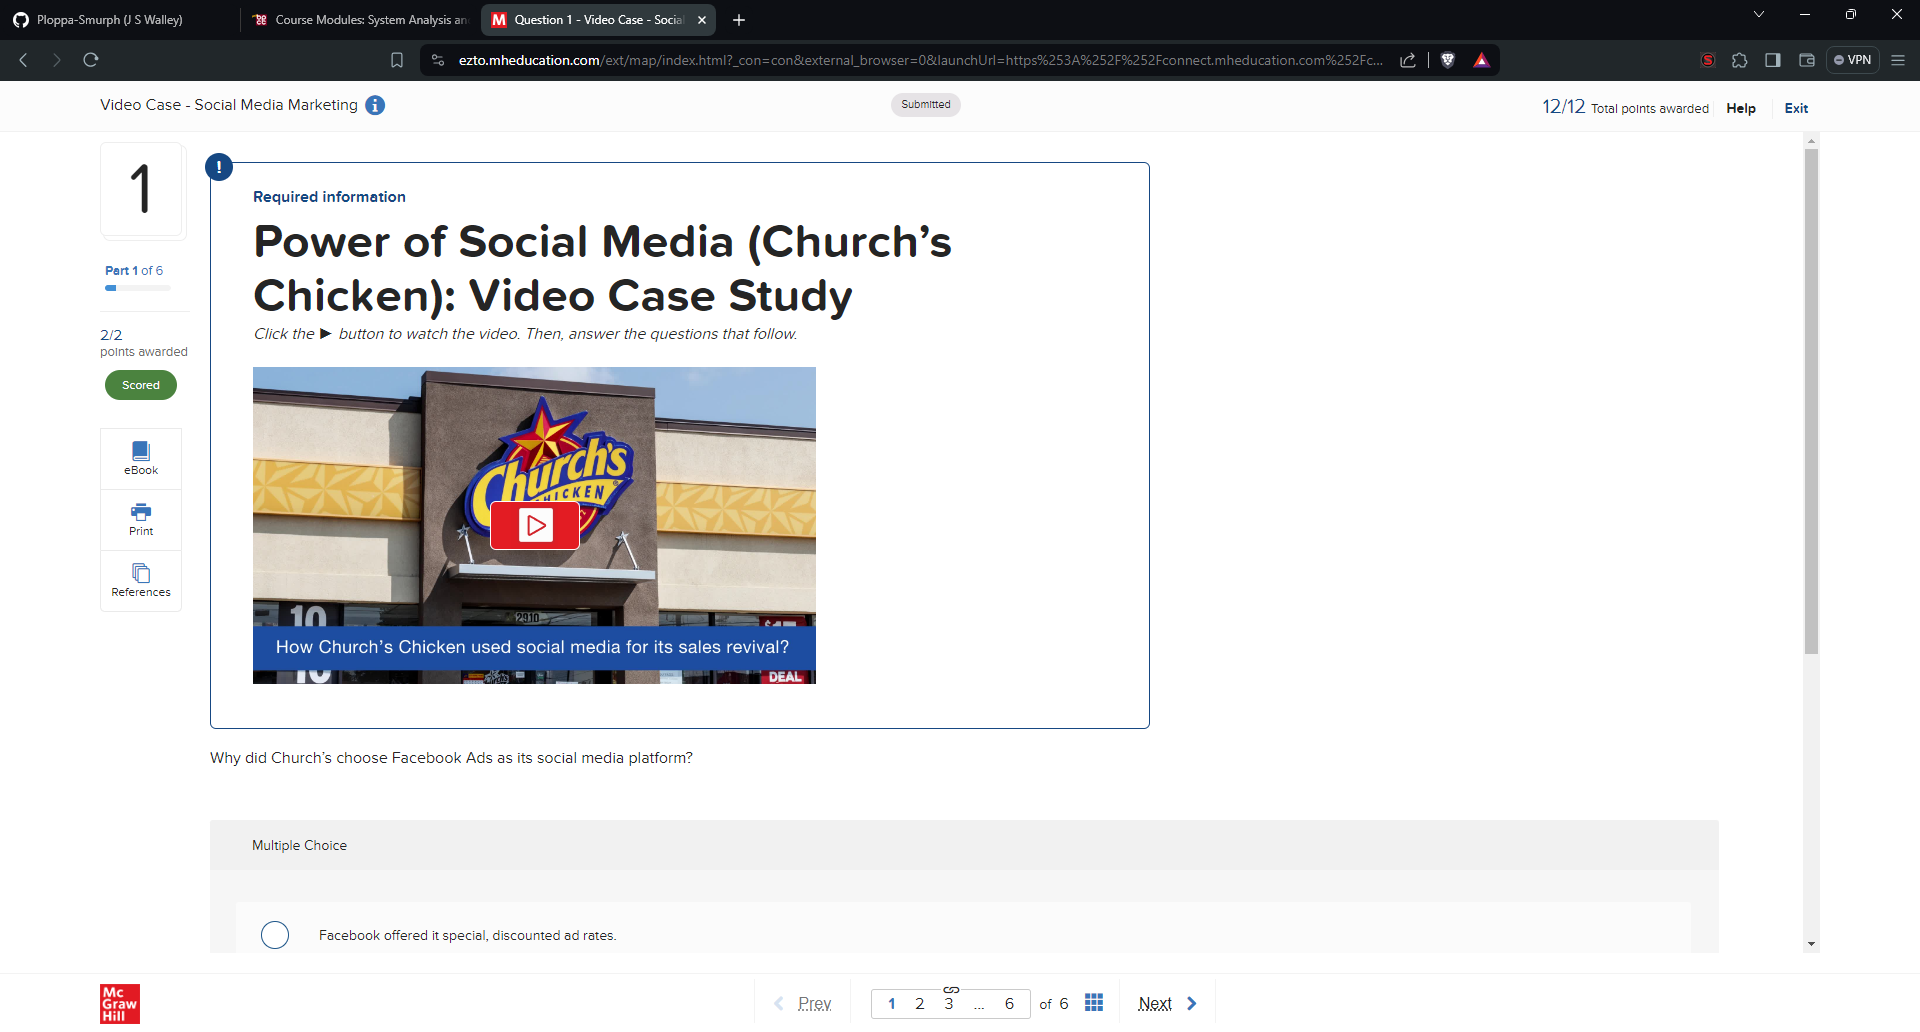 Ploppa-Smurph (J S Walley)
Course Modules: System Analysis an
M Question 1 - Video Case - Social
ezto.mheducation.com/ext/map/index.html?_con=con&external_browser=0&launchUrl=https%253A%252F%252Fconnect.mheducation.com%252Fc...
VPN
Video Case - Social Media Marketing i
Submitted
12/12 Total points awarded
Help
Exit
1
!
Required information
Power of Social Media (Church’s
Chicken): Video Case Study
Click the ► button to watch the video. Then, answer the questions that follow.
Part 1 of 6
2/2
points awarded
Scored
eBook
Print
References
Church's
CHICKEN
2910
10
How Church’s Chicken used social media for its sales revival?
10
DEAL
Why did Church’s choose Facebook Ads as its social media platform?
Multiple Choice
Facebook offered it special, discounted ad rates.
Mc
Graw
Hill
Prev
1 2 3 ... 6 of 6
Next